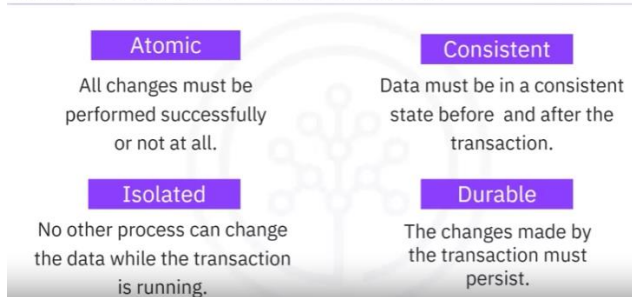 Atomic
All changes must be
performed successfully
or not at all.
Consistent
Data must be in a consistent
state before and after the
transaction.
Isolated
No other process can change
the data while the transaction
is running.
Durable
The changes made by
the transaction must
persist.